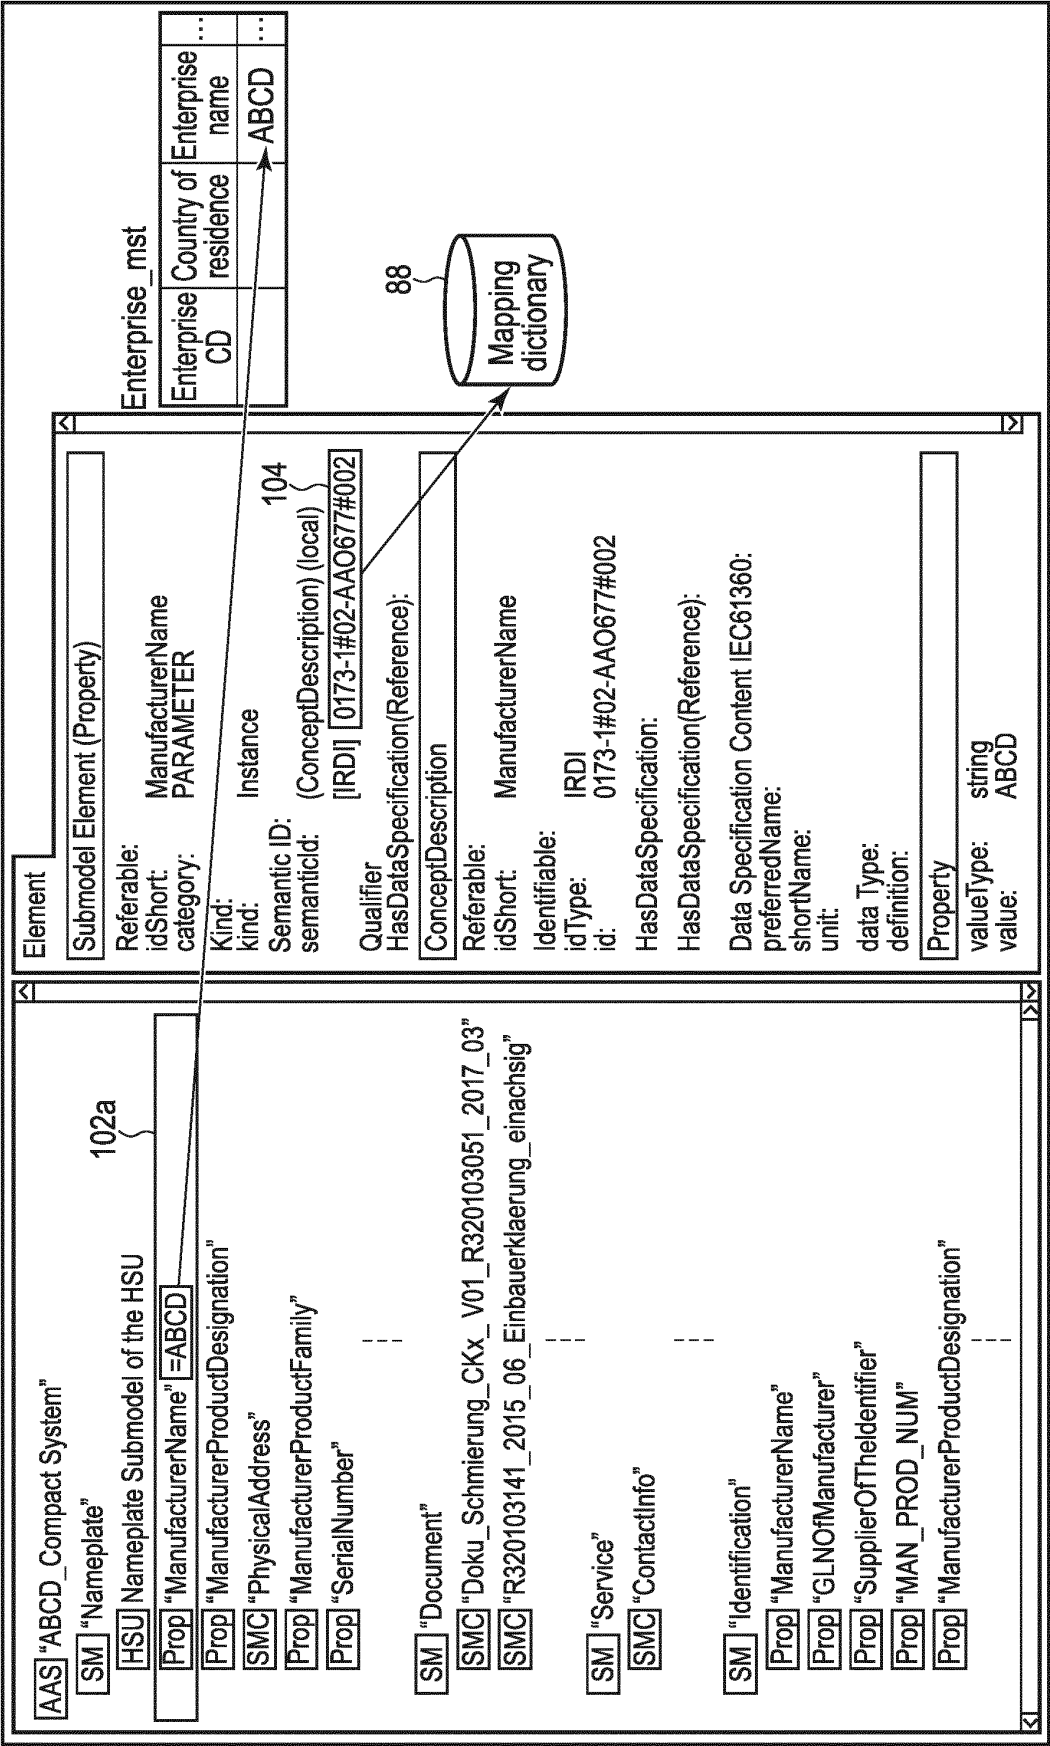 AAS "ABCD_Compact System"
SM "Nameplate"
HSU Nameplate Submodel of the HSU
102a
Prop "ManufacturerName" =ABCD
Prop "ManufacturerProductDesignation"
SMC "PhysicalAddress"
Prop "ManufacturerProductFamily"
Prop "SerialNumber"
SM "Document"
SMC "Doku_Schmierung_CKx_V01_R320103051_2017_03"
SMC "R320103141_2015_06_Einbauerklaerung_einachsig"
SM "Service"
SMC "ContactInfo"
SM "Identification"
Prop "ManufacturerName"
Prop "GLNOfManufacturer"
Prop "SupplierOfTheIdentifier"
Prop "MAN_PROD_NUM"
Prop "ManufacturerProductDesignation"
Element
Submodel Element (Property)
Referable:
idShort: ManufacturerName
category: PARAMETER
Kind:
kind: Instance
Semantic ID:
104
semanticId: (ConceptDescription) (local)
[IRDI] 0173-1#02-AAO677#002
Qualifier
HasDataSpecification(Reference):
ConceptDescription
Referable:
idShort: ManufacturerName
Identifiable:
idType: IRDI
id: 0173-1#02-AAO677#002
HasDataSpecification:
HasDataSpecification(Reference):
Data Specification Content IEC61360:
preferredName:
shortName:
unit:
data Type:
definition:
Property
valueType: string
value: ABCD
Enterprise_mst
Enterprise CD Country of residence Enterprise name ...
ABCD ...
88
Mapping
dictionary